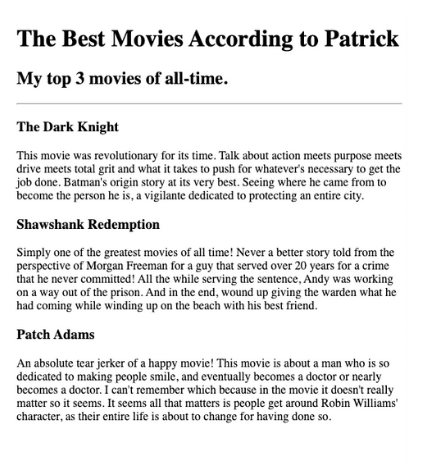 The Best Movies According to Patrick
My top 3 movies of all-time.
The Dark Knight
This movie was revolutionary for its time. Talk about action meets purpose meets
drive meets total grit and what it takes to push for whatever's necessary to get the
job done. Batman's origin story at its very best. Seeing where he came from to
become the person he is, a vigilante dedicated to protecting an entire city.
Shawshank Redemption
Simply one of the greatest movies of all time! Never a better story told from the
perspective of Morgan Freeman for a guy that served over 20 years for a crime
that he never committed! All the while serving the sentence, Andy was working
on a way out of the prison. And in the end, wound up giving the warden what he
had coming while winding up on the beach with his best friend.
Patch Adams
An absolute tear jerker of a happy movie! This movie is about a man who is so
dedicated to making people smile, and eventually becomes a doctor or nearly
becomes a doctor. I can't remember which because in the movie it doesn't really
matter so it seems. It seems all that matters is people get around Robin Williams'
character, as their entire life is about to change for having done so.